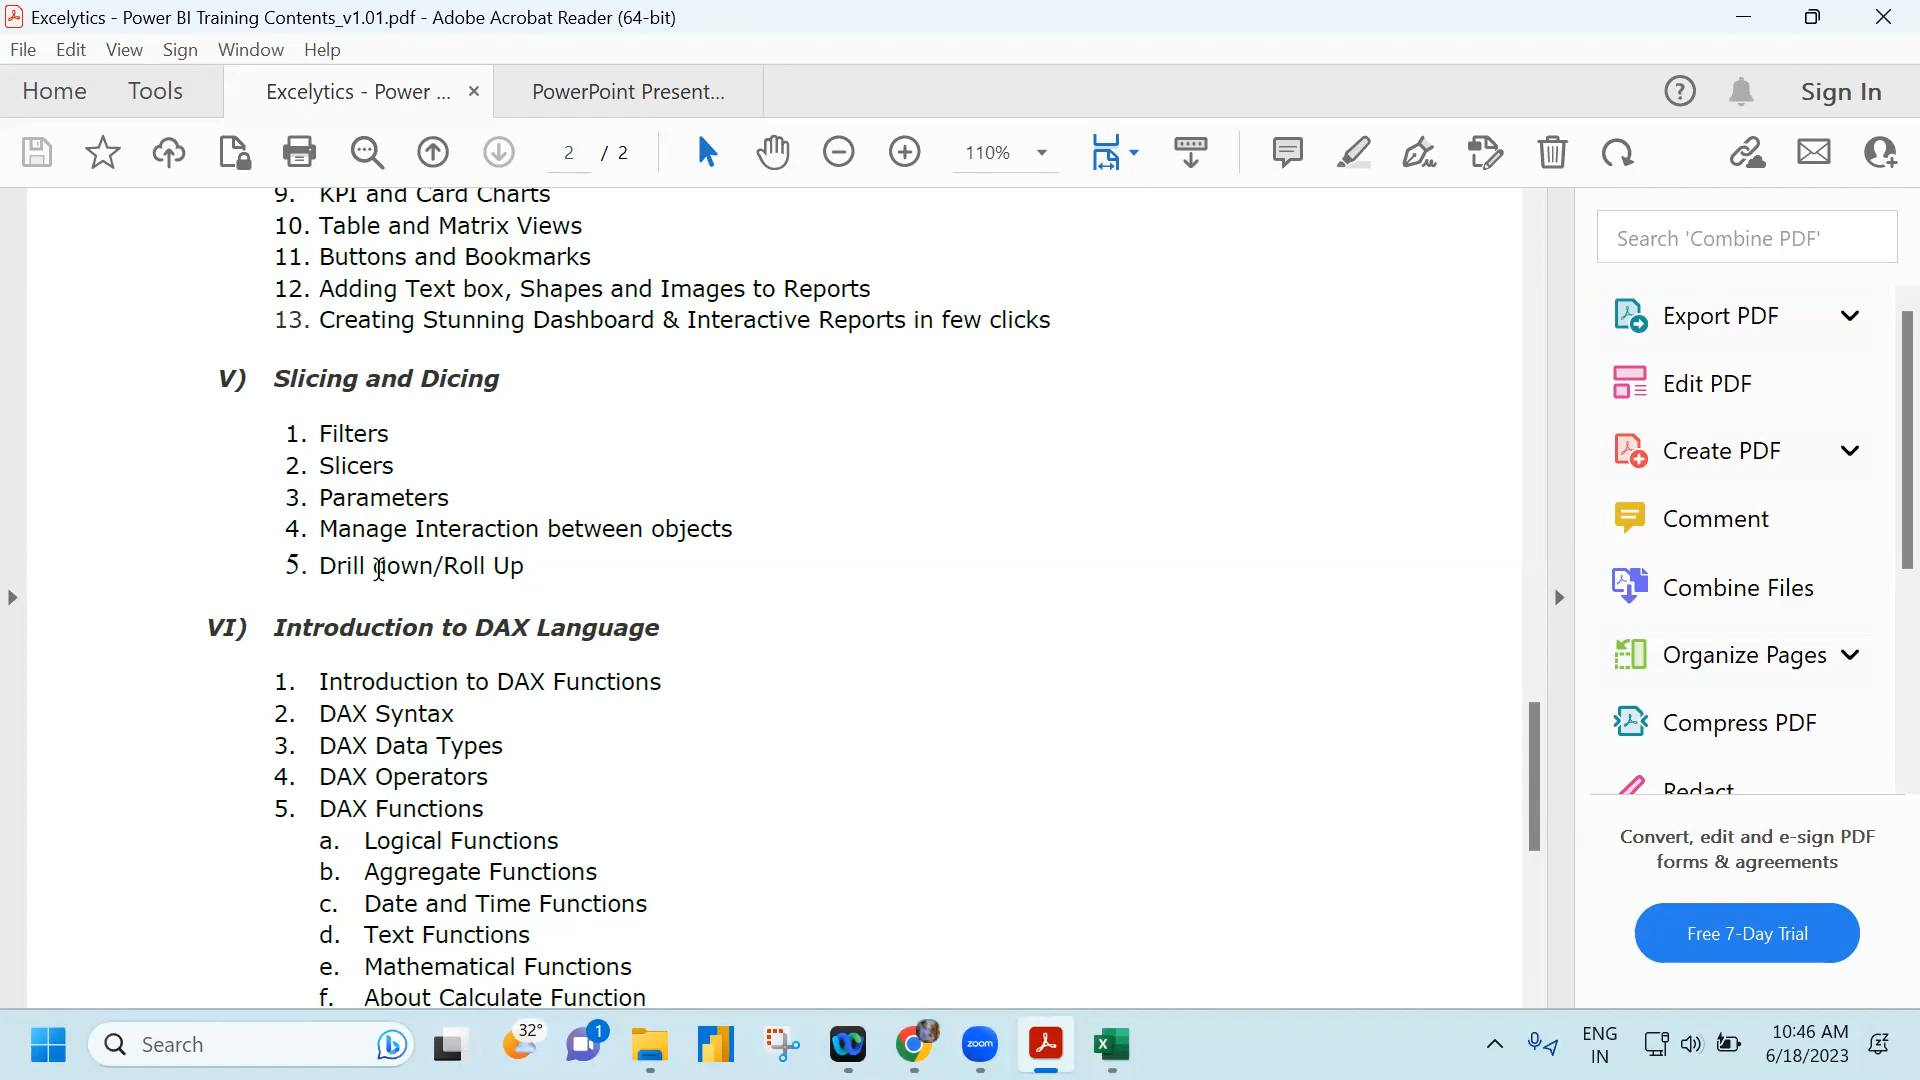 Excelytics - Power BI Training Contents_v1.01.pdf - Adobe Acrobat Reader (64-bit)
File Edit View Sign Window Help
Home Tools Excelytics - Power ... × PowerPoint Present... Sign In
2 / 2 110%
9. KPI and Card Charts
10. Table and Matrix Views
11. Buttons and Bookmarks
12. Adding Text box, Shapes and Images to Reports
13. Creating Stunning Dashboard & Interactive Reports in few clicks
V) Slicing and Dicing
1. Filters
2. Slicers
3. Parameters
4. Manage Interaction between objects
5. Drill down/Roll Up
VI) Introduction to DAX Language
1. Introduction to DAX Functions
2. DAX Syntax
3. DAX Data Types
4. DAX Operators
5. DAX Functions
a. Logical Functions
b. Aggregate Functions
c. Date and Time Functions
d. Text Functions
e. Mathematical Functions
f. About Calculate Function
Search 'Combine PDF'
Export PDF
Edit PDF
Create PDF
Comment
Combine Files
Organize Pages
Compress PDF
Redact
Convert, edit and e-sign PDF
forms & agreements
Free 7-Day Trial
Search
32°
1
zoom
ENG
IN
10:46 AM
6/18/2023